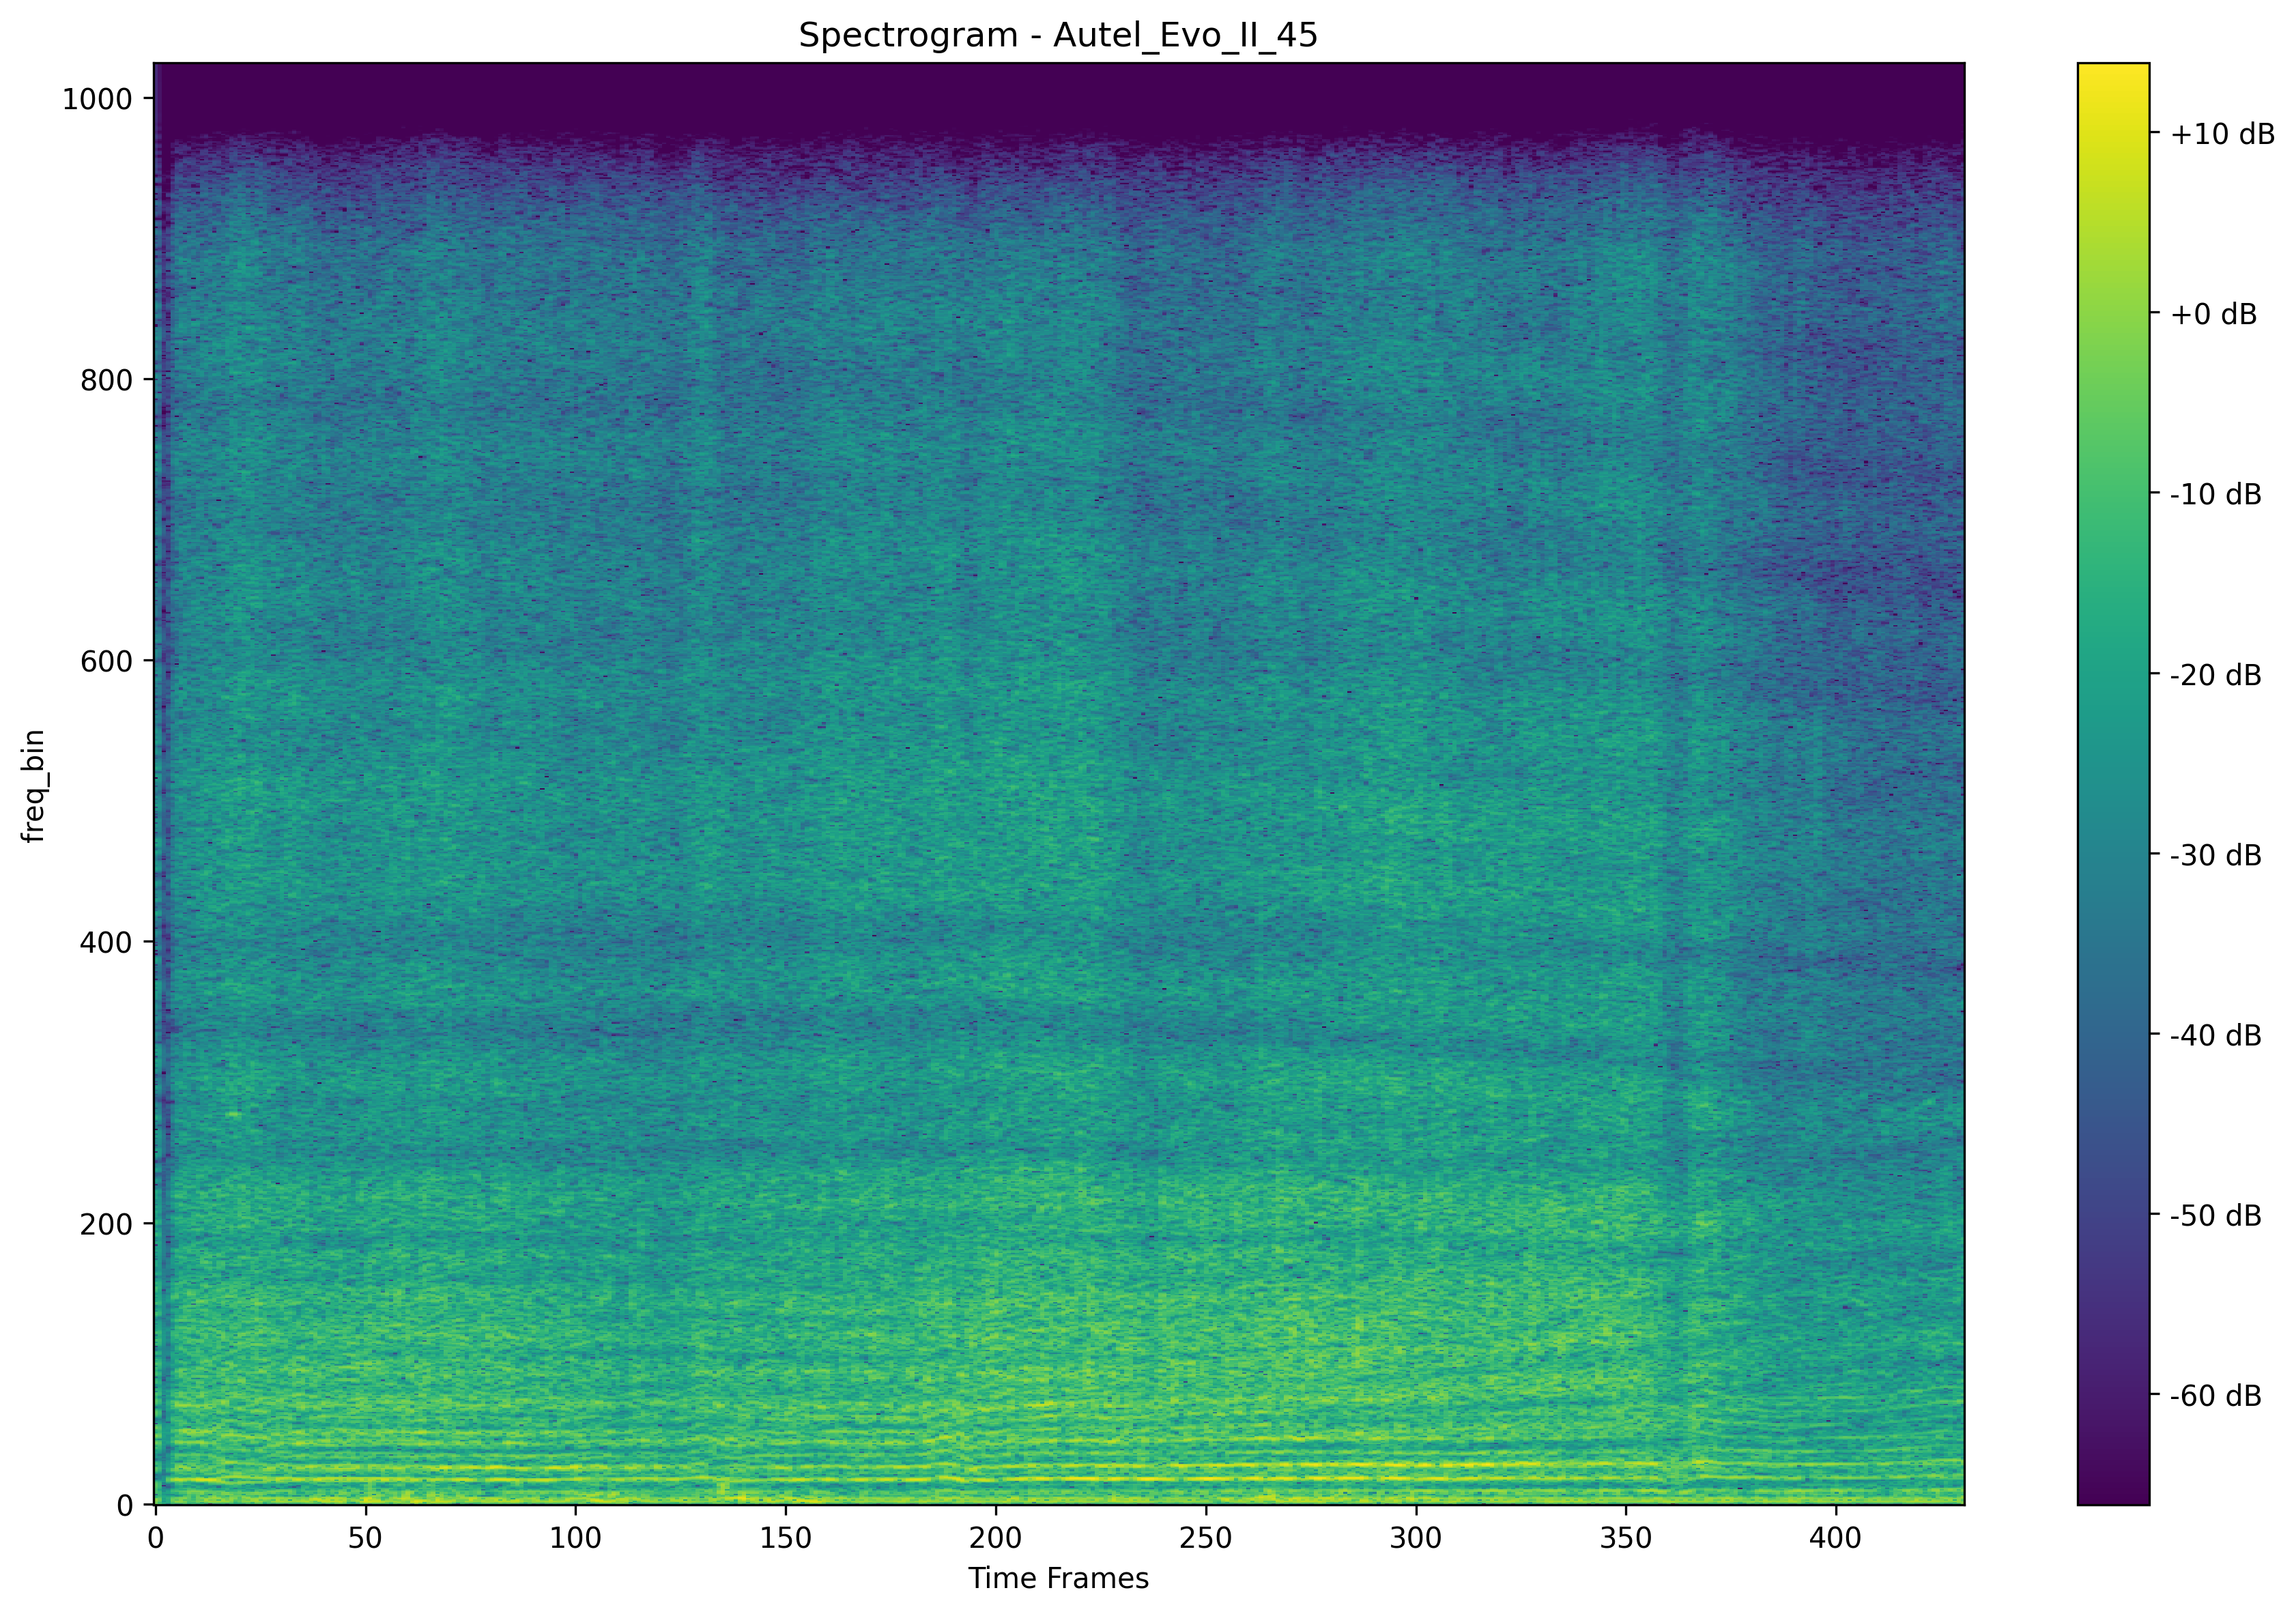 Spectrogram - Autel_Evo_II_45
1000
800
600
400
200
0
freq_bin
0 50 100 150 200 250 300 350 400
Time Frames
+10 dB
+0 dB
-10 dB
-20 dB
-30 dB
-40 dB
-50 dB
-60 dB